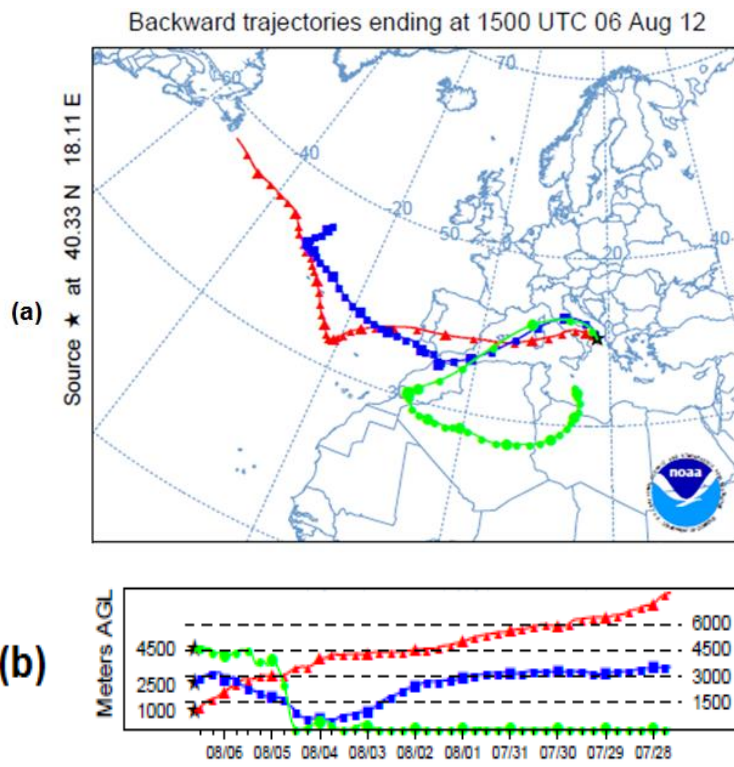 Backward trajectories ending at 1500 UTC 06 Aug 12
(a)
Source ★ at 40.33 N 18.11 E
-60
-40
-20
70
50
20
40
30
noaa
(b)
Meters AGL
4500
2500
1000
6000
4500
3000
1500
08/06 08/05 08/04 08/03 08/02 08/01 07/31 07/30 07/29 07/28